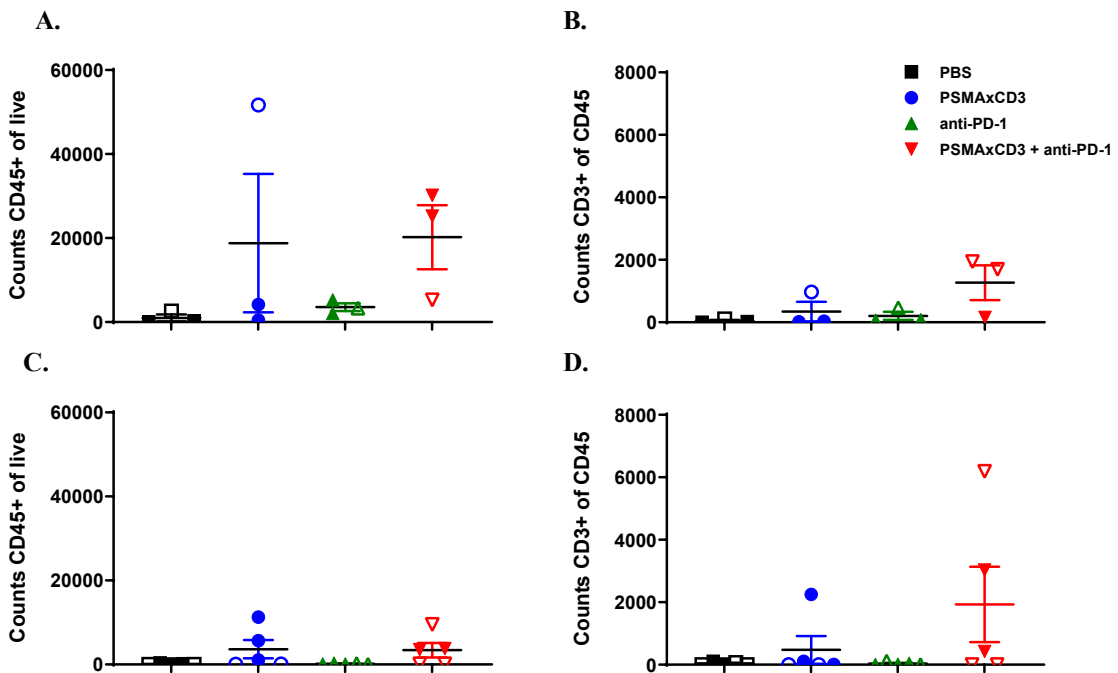 A.
Counts CD45+ of live
60000
40000
20000
0
B.
Counts CD3+ of CD45
8000
6000
4000
2000
0
PBS
PSMAxCD3
anti-PD-1
PSMAxCD3 + anti-PD-1
C.
Counts CD45+ of live
60000
40000
20000
0
D.
Counts CD3+ of CD45
8000
6000
4000
2000
0